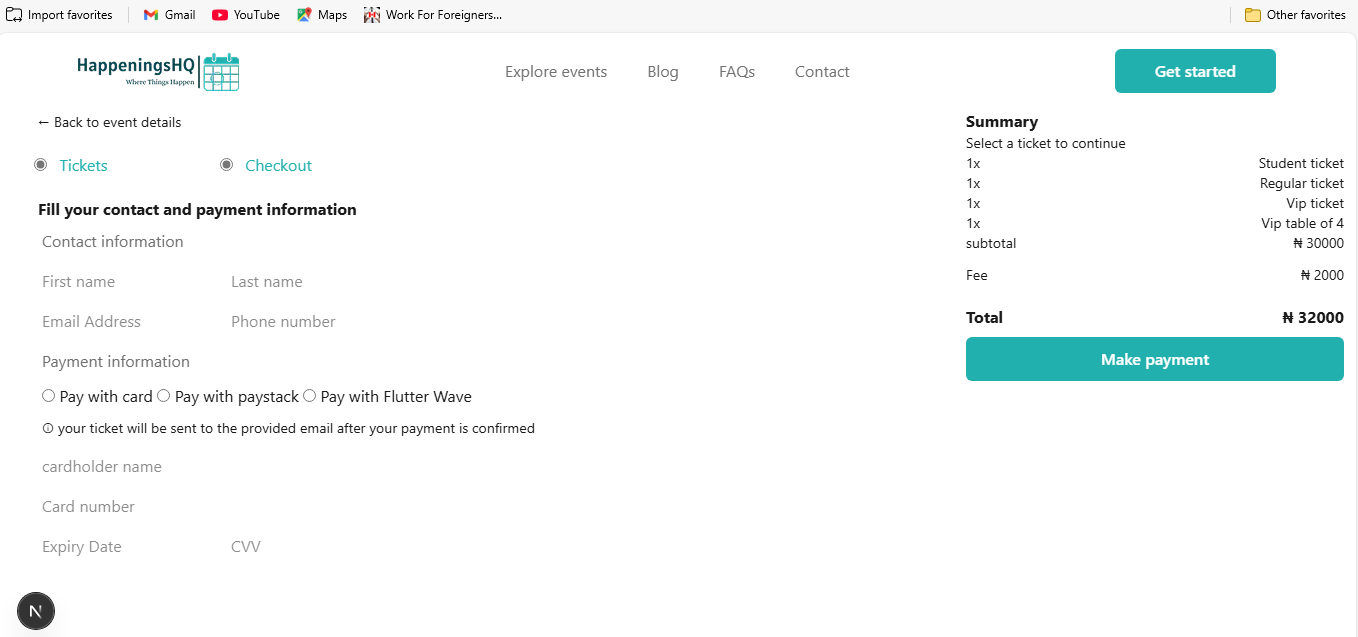 Import favorites Gmail YouTube Maps Work For Foreigners... Other favorites
HappeningsHQ
Where Things Happen
Explore events Blog FAQs Contact Get started
← Back to event details
Tickets Checkout
Fill your contact and payment information
Contact information
First name Last name
Email Address Phone number
Payment information
Pay with card Pay with paystack Pay with Flutter Wave
your ticket will be sent to the provided email after your payment is confirmed
cardholder name
Card number
Expiry Date CVV
N
Summary
Select a ticket to continue
1x Student ticket
1x Regular ticket
1x Vip ticket
1x Vip table of 4
subtotal ₦ 30000
Fee ₦ 2000
Total ₦ 32000
Make payment